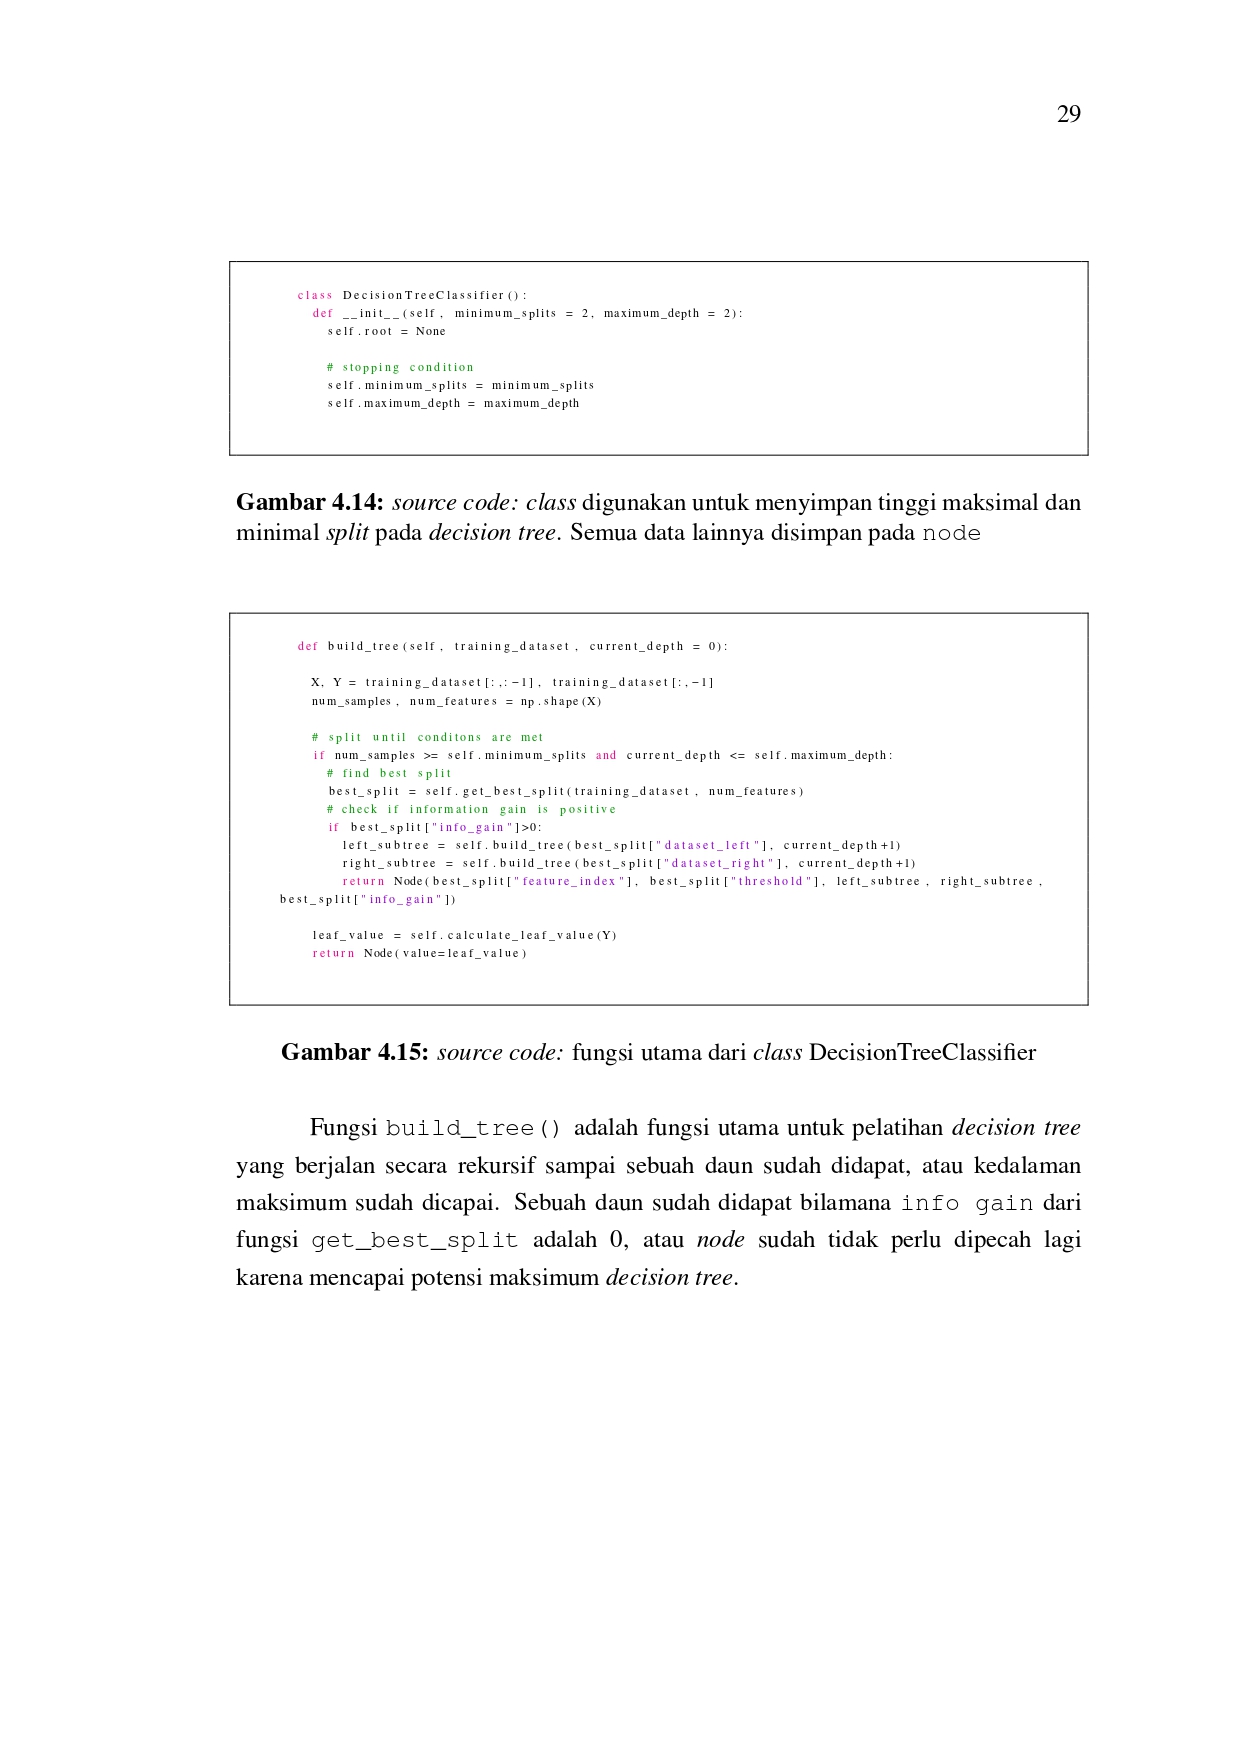 29
class DecisionTreeClassifier():
def __init__(self, minimum_splits = 2, maximum_depth = 2):
self.root = None
# stopping condition
self.minimum_splits = minimum_splits
self.maximum_depth = maximum_depth
Gambar 4.14: source code: class digunakan untuk menyimpan tinggi maksimal dan
minimal split pada decision tree. Semua data lainnya disimpan pada node
def build_tree(self, training_dataset, current_depth = 0):
X, Y = training_dataset[:,:-1], training_dataset[:,-1]
num_samples, num_features = np.shape(X)
# split until conditons are met
if num_samples >= self.minimum_splits and current_depth <= self.maximum_depth:
# find best split
best_split = self.get_best_split(training_dataset, num_features)
# check if information gain is positive
if best_split["info_gain"]>0:
left_subtree = self.build_tree(best_split["dataset_left"], current_depth+1)
right_subtree = self.build_tree(best_split["dataset_right"], current_depth+1)
return Node(best_split["feature_index"], best_split["threshold"], left_subtree, right_subtree,
best_split["info_gain"])
leaf_value = self.calculate_leaf_value(Y)
return Node(value=leaf_value)
Gambar 4.15: source code: fungsi utama dari class DecisionTreeClassifier
Fungsi build_tree() adalah fungsi utama untuk pelatihan decision tree
yang berjalan secara rekursif sampai sebuah daun sudah didapat, atau kedalaman
maksimum sudah dicapai. Sebuah daun sudah didapat bilamana info gain dari
fungsi get_best_split adalah 0, atau node sudah tidak perlu dipecah lagi
karena mencapai potensi maksimum decision tree.